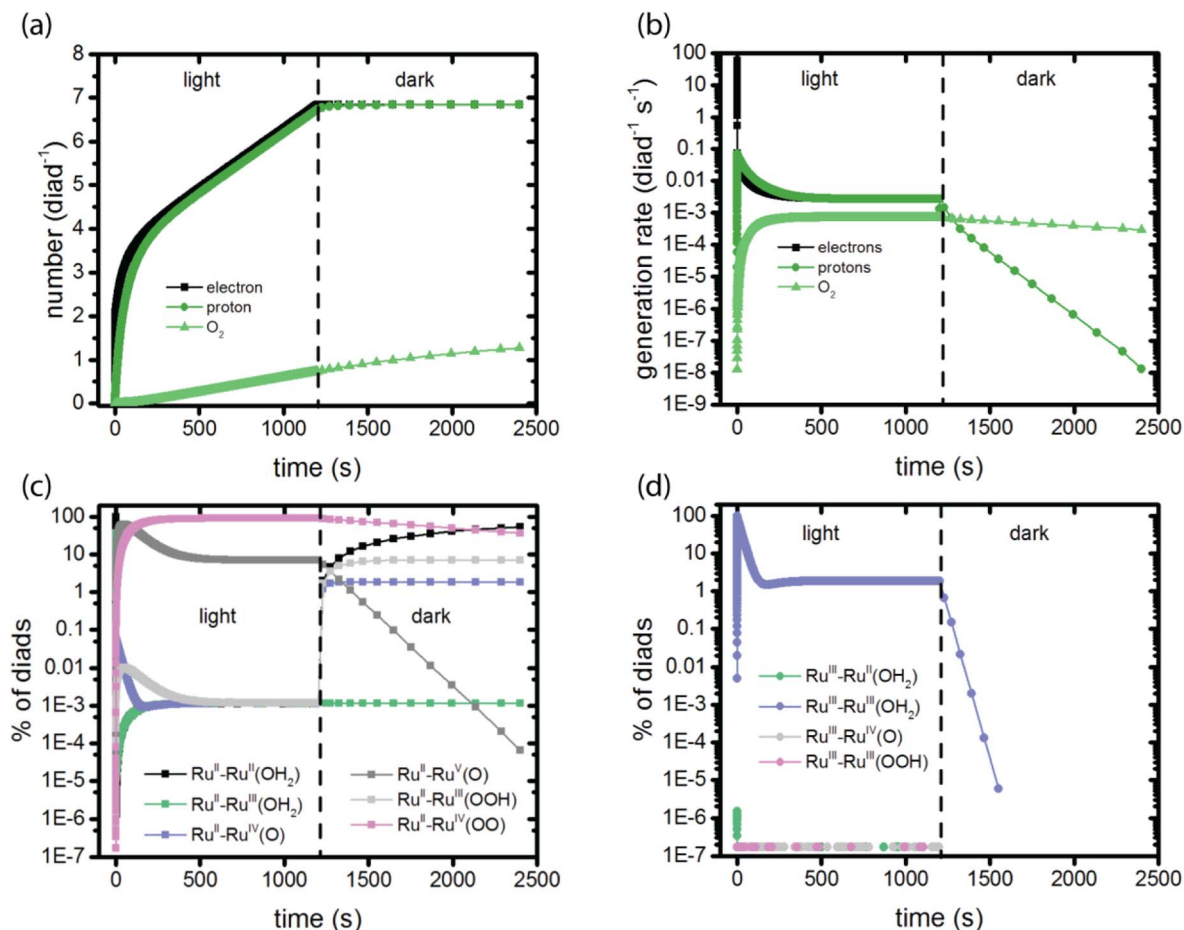 (a)
8
7
6
5
4
3
2
1
0
number (diad⁻¹)
light
dark
electron
proton
O₂
0 500 1000 1500 2000 2500
time (s)
(b)
100
10
1
0.1
0.01
1E-3
1E-4
1E-5
1E-6
1E-7
1E-8
1E-9
generation rate (diad⁻¹ s⁻¹)
light
dark
electrons
protons
O₂
0 500 1000 1500 2000 2500
time (s)
(c)
100
10
1
0.1
0.01
1E-3
1E-4
1E-5
1E-6
1E-7
% of diads
light
dark
Ruᴵᴵ-Ruᴵᴵ(OH₂)
Ruᴵᴵ-Ruᴵᴵᴵ(OH₂)
Ruᴵᴵ-Ruᴵⱽ(O)
Ruᴵᴵ-Ruⱽ(O)
Ruᴵᴵ-Ruᴵᴵᴵ(OOH)
Ruᴵᴵ-Ruᴵⱽ(OO)
0 500 1000 1500 2000 2500
time (s)
(d)
100
10
1
0.1
0.01
1E-3
1E-4
1E-5
1E-6
1E-7
% of diads
light
dark
Ruᴵᴵᴵ-Ruᴵᴵ(OH₂)
Ruᴵᴵᴵ-Ruᴵᴵᴵ(OH₂)
Ruᴵᴵᴵ-Ruᴵⱽ(O)
Ruᴵᴵᴵ-Ruᴵᴵᴵ(OOH)
0 500 1000 1500 2000 2500
time (s)